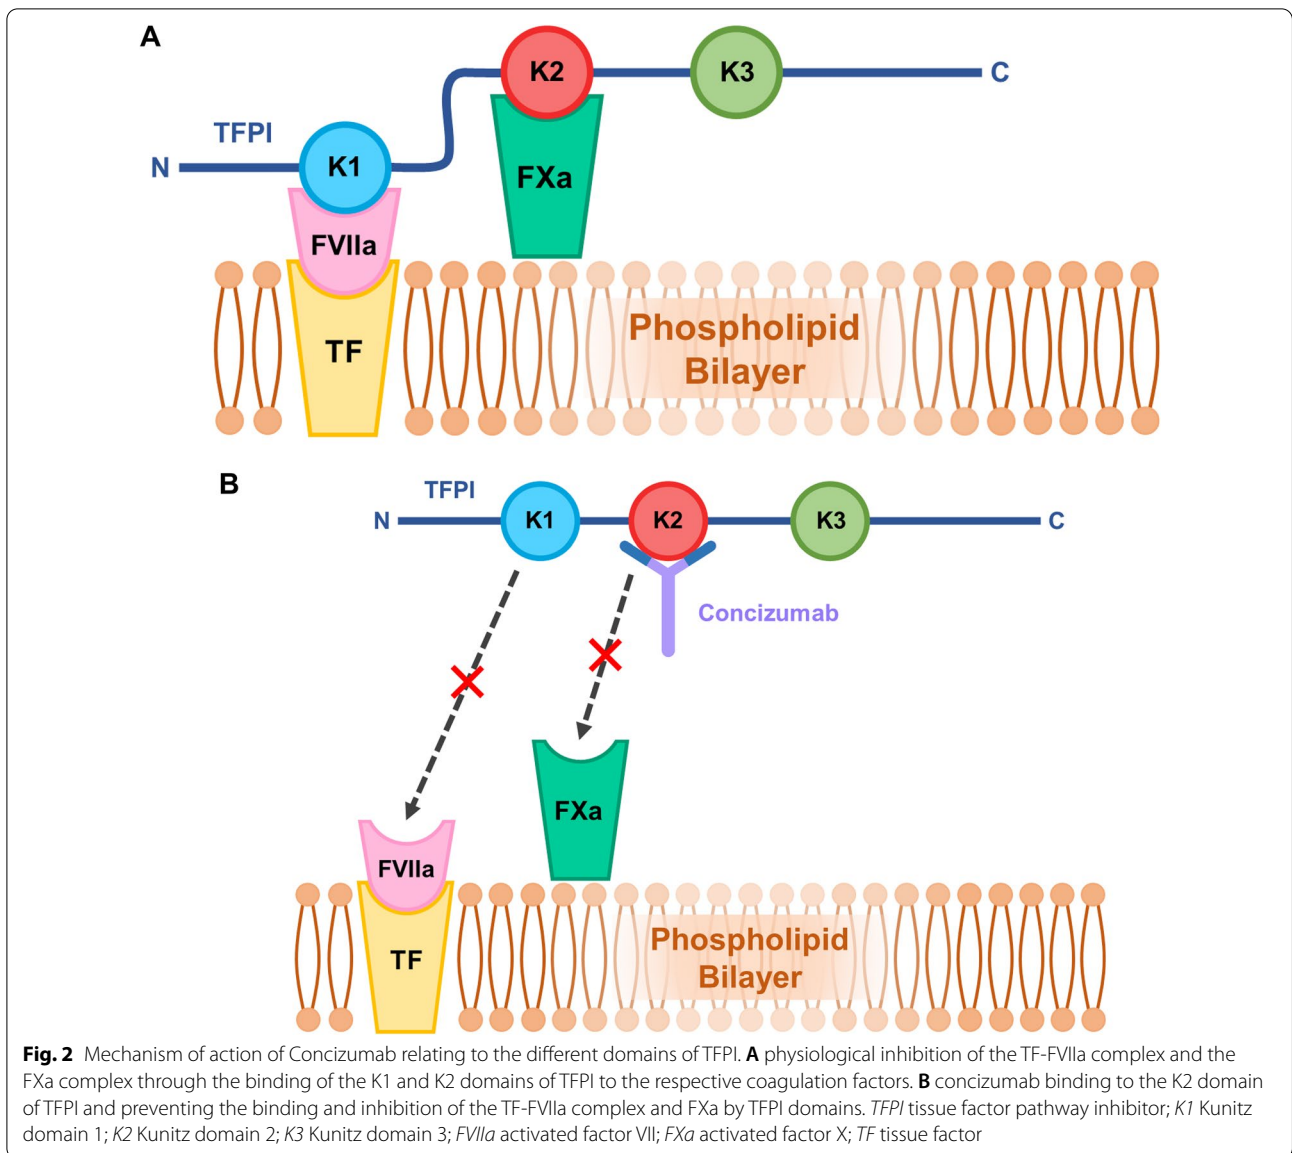 A
TFPI
N
K1
K2
K3
C
FVIIa
FXa
TF
Phospholipid
Bilayer
B
TFPI
N
K1
K2
K3
C
Concizumab
FXa
FVIIa
TF
Phospholipid
Bilayer
Fig. 2 Mechanism of action of Concizumab relating to the different domains of TFPI. A physiological inhibition of the TF-FVIIa complex and the
FXa complex through the binding of the K1 and K2 domains of TFPI to the respective coagulation factors. B concizumab binding to the K2 domain
of TFPI and preventing the binding and inhibition of the TF-FVIIa complex and FXa by TFPI domains. TFPI tissue factor pathway inhibitor; K1 Kunitz
domain 1; K2 Kunitz domain 2; K3 Kunitz domain 3; FVIIa activated factor VII; FXa activated factor X; TF tissue factor